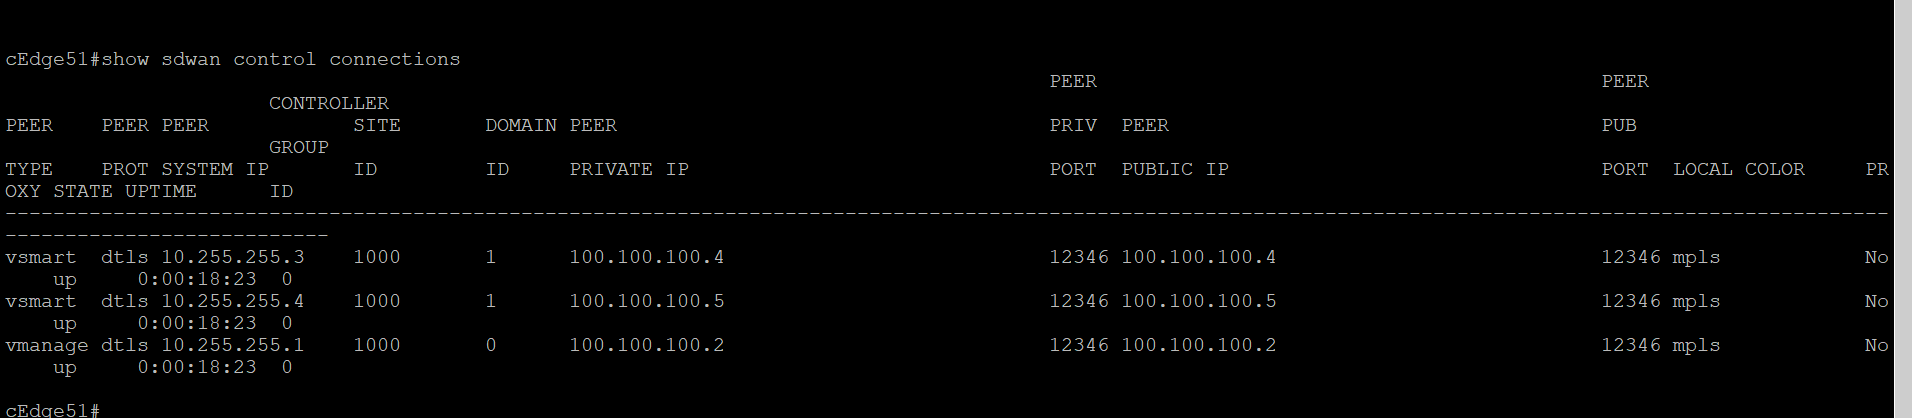 cEdge51#show sdwan control connections
                                                                                       PEER                                          PEER
                      CONTROLLER
PEER    PEER PEER            SITE       DOMAIN PEER                                    PRIV  PEER                                    PUB
                      GROUP
TYPE    PROT SYSTEM IP       ID         ID     PRIVATE IP                              PORT  PUBLIC IP                               PORT  LOCAL COLOR     PR
OXY STATE UPTIME      ID
-------------------------------------------------------------------------------------------------------------------------------------------------------------
---------------------------
vsmart  dtls 10.255.255.3    1000       1      100.100.100.4                           12346 100.100.100.4                           12346 mpls            No
    up     0:00:18:23  0
vsmart  dtls 10.255.255.4    1000       1      100.100.100.5                           12346 100.100.100.5                           12346 mpls            No
    up     0:00:18:23  0
vmanage dtls 10.255.255.1    1000       0      100.100.100.2                           12346 100.100.100.2                           12346 mpls            No
    up     0:00:18:23  0
cEdge51#